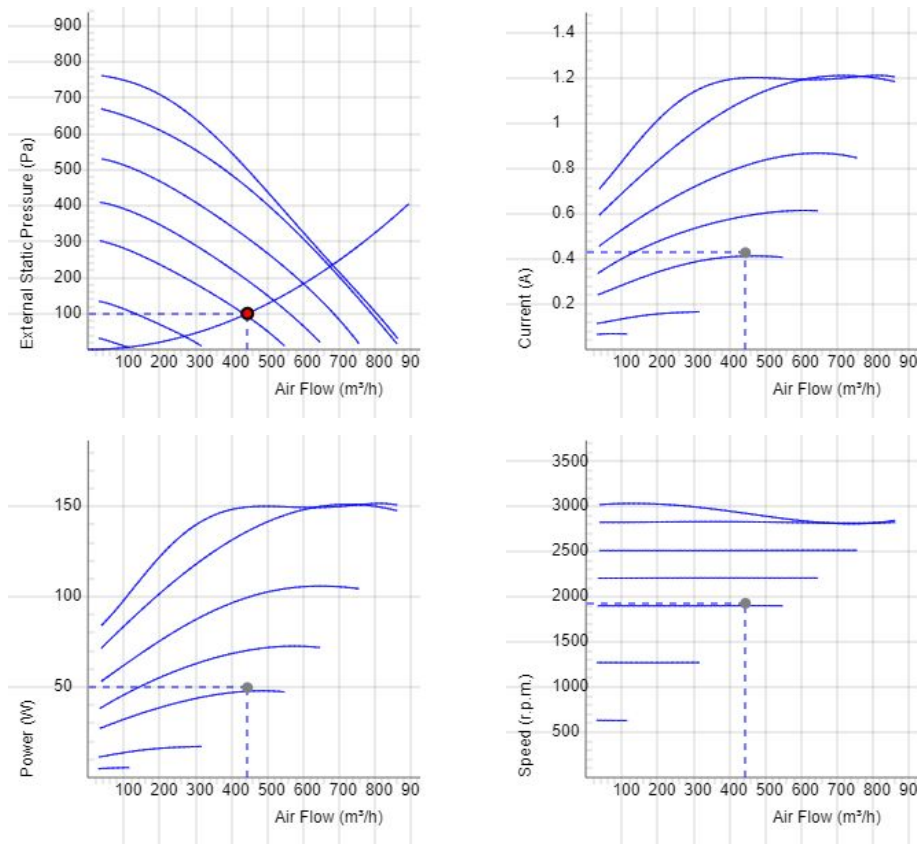 900
800
700
600
500
400
300
200
100
External Static Pressure (Pa)
100 200 300 400 500 600 700 800 90
Air Flow (m³/h)
1.4
1.2
1
0.8
0.6
0.4
0.2
Current (A)
100 200 300 400 500 600 700 800 90
Air Flow (m³/h)
150
100
50
Power (W)
100 200 300 400 500 600 700 800 90
Air Flow (m³/h)
3500
3000
2500
2000
1500
1000
500
Speed (r.p.m.)
100 200 300 400 500 600 700 800 90
Air Flow (m³/h)